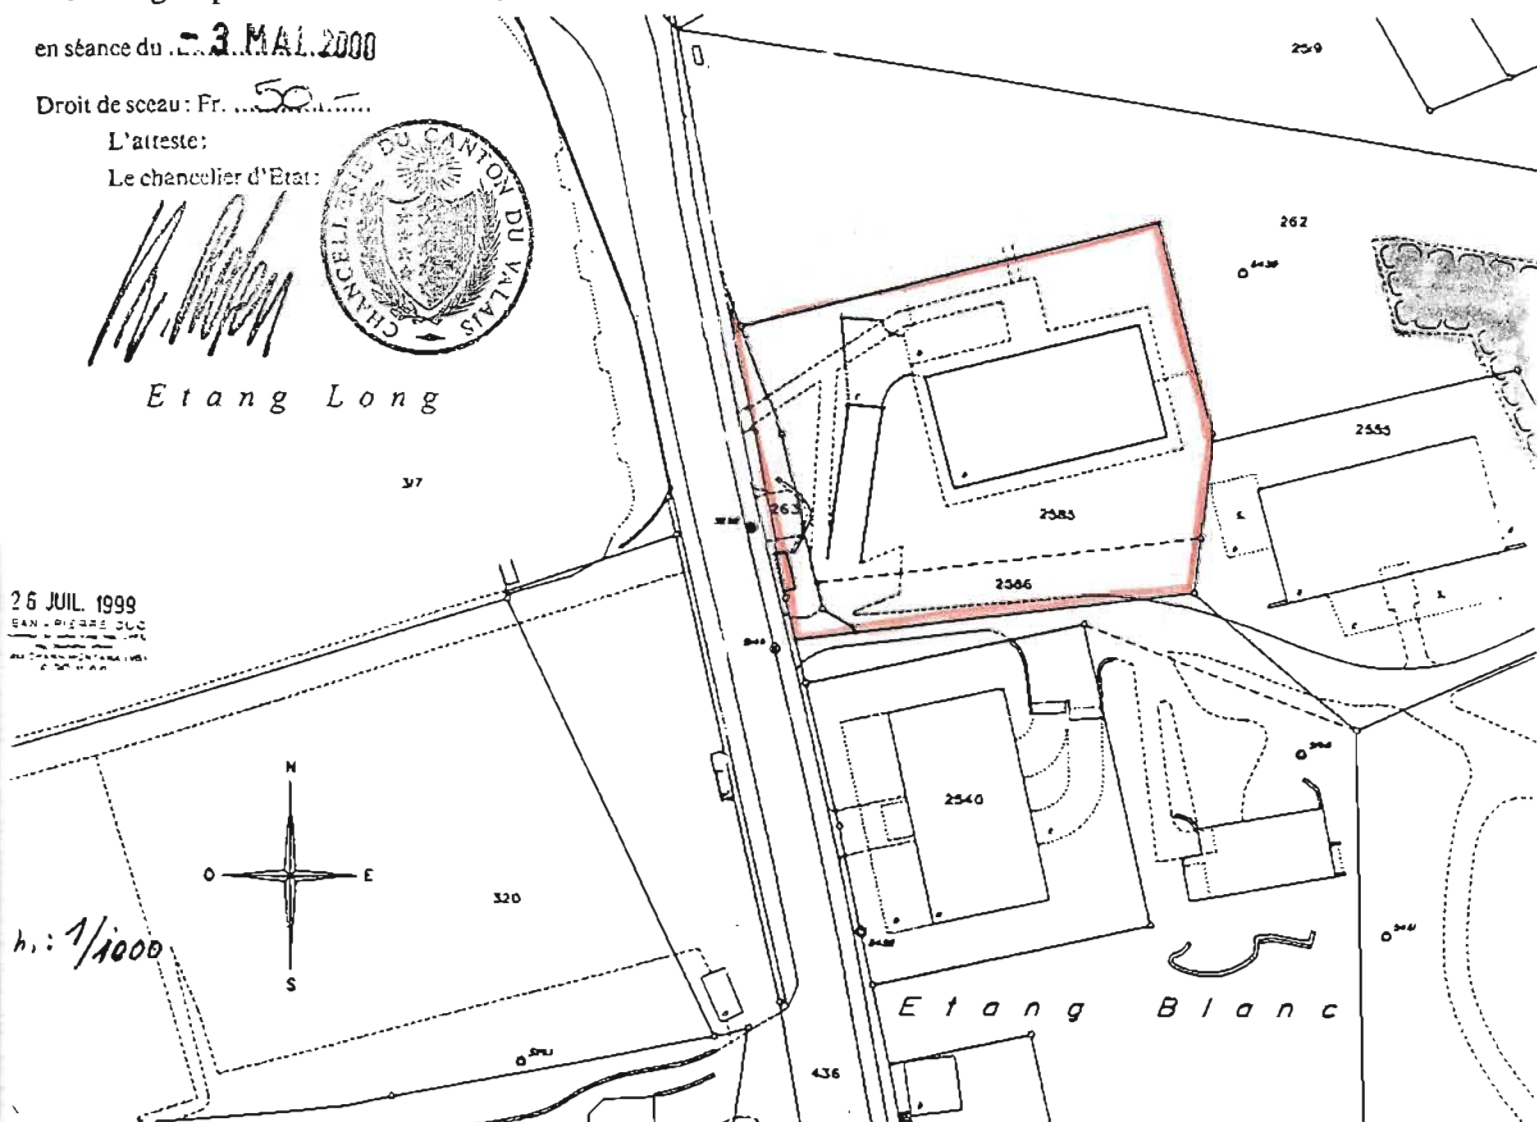 en séance du - 3 MAI 2000
Droit de sceau : Fr. 50.-
L'atteste :
Le chancelier d'Etat :
CHANCELLERIE DU CANTON DU VALAIS
Etang Long
317
26 JUIL. 1999
259
262
2555
263
2585
2586
2540
N
O
E
S
320
1/1000
Etang Blanc
436